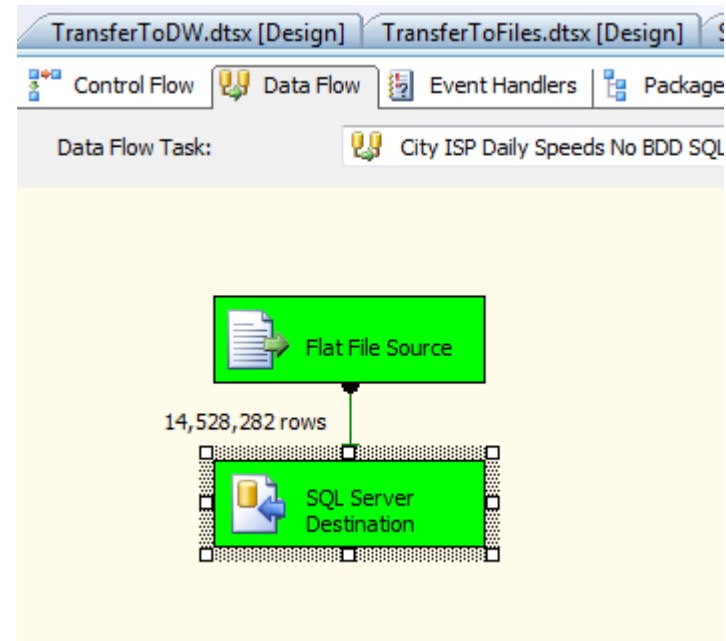 TransferToDW.dtsx [Design] TransferToFiles.dtsx [Design] S
Control Flow Data Flow Event Handlers Package
Data Flow Task: City ISP Daily Speeds No BDD SQL
Flat File Source
14,528,282 rows
SQL Server
Destination